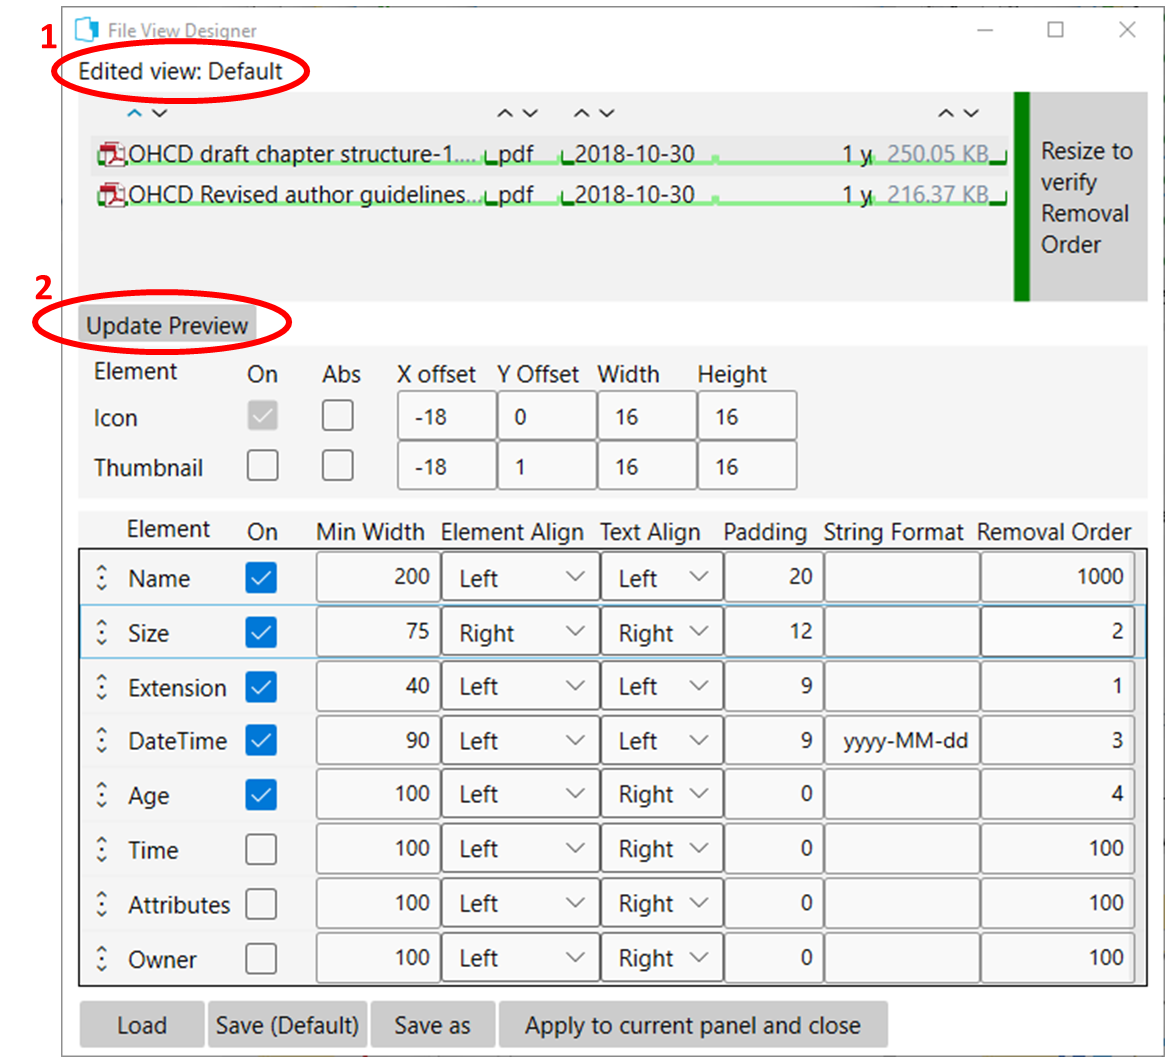 1
File View Designer
Edited view: Default
OHCD draft chapter structure-1.... pdf 2018-10-30 1 y 250.05 KB
OHCD Revised author guidelines... pdf 2018-10-30 1 y 216.37 KB
Resize to
verify
Removal
Order
2
Update Preview
Element On Abs X offset Y Offset Width Height
Icon -18 0 16 16
Thumbnail -18 1 16 16
Element On Min Width Element Align Text Align Padding String Format Removal Order
Name 200 Left Left 20 1000
Size 75 Right Right 12 2
Extension 40 Left Left 9 1
DateTime 90 Left Left 9 yyyy-MM-dd 3
Age 100 Left Right 0 4
Time 100 Left Right 0 100
Attributes 100 Left Right 0 100
Owner 100 Left Right 0 100
Load Save (Default) Save as Apply to current panel and close